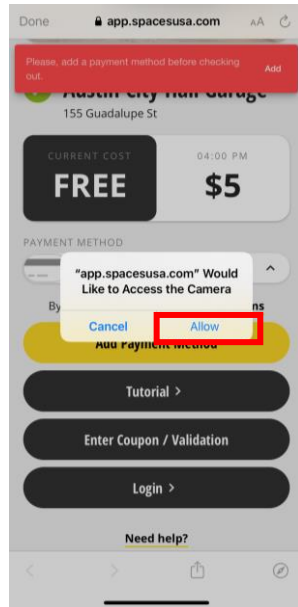 Done
app.spacesusa.com
AA
Please, add a payment method before checking
out.
Add
Austin City Hall Garage
155 Guadalupe St
CURRENT COST
FREE
04:00 PM
$5
PAYMENT METHOD
"app.spacesusa.com" Would
Like to Access the Camera
By
ns
Cancel
Allow
Add Payment Method
Tutorial >
Enter Coupon / Validation
Login >
Need help?